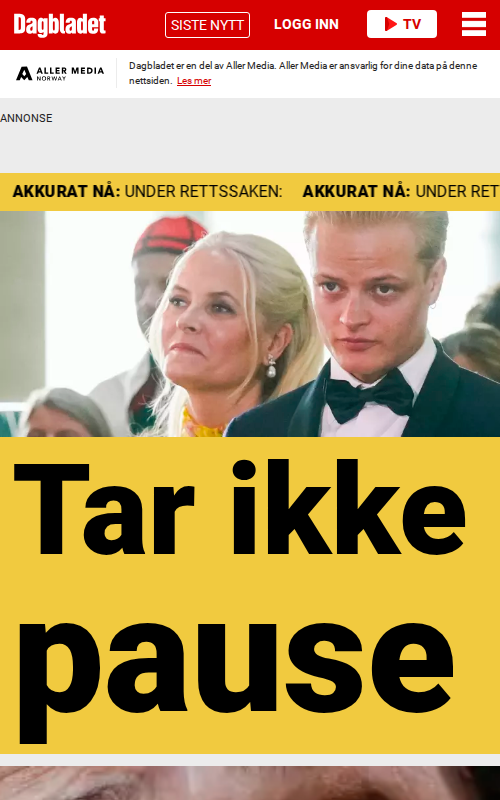 Dagbladet SISTE NYTT LOGG INN TV
ALLER MEDIA NORWAY
Dagbladet er en del av Aller Media. Aller Media er ansvarlig for dine data på denne
nettsiden. Les mer
ANNONSE
AKKURAT NÅ: UNDER RETTSSAKEN: AKKURAT NÅ: UNDER RET
Tar ikke
pause